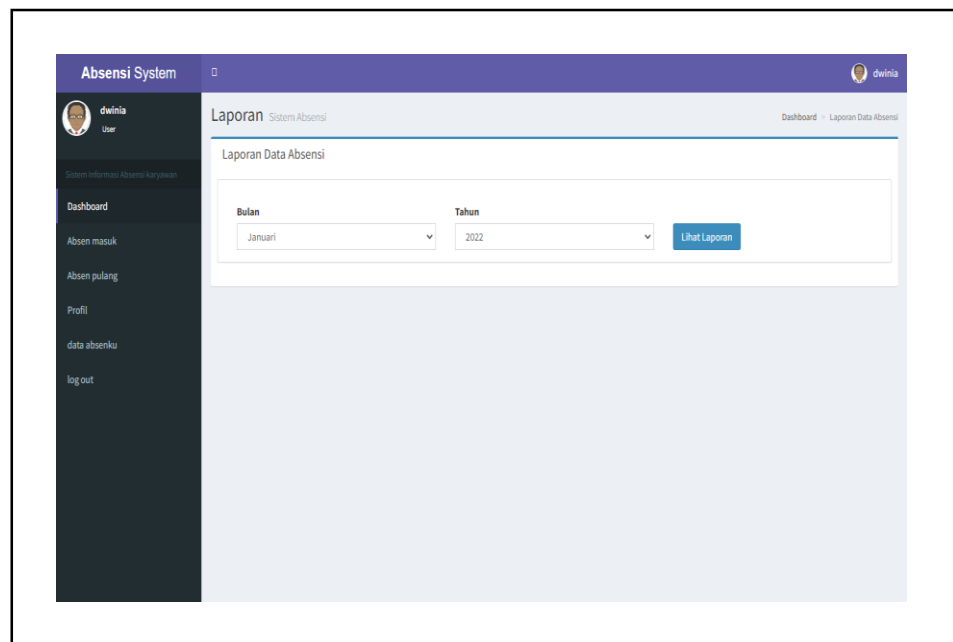 Absensi System
dwinia
dwinia
User
Sistem Informasi Absensi karyawan
Dashboard
Absen masuk
Absen pulang
Profil
data absenku
log out
Laporan Sistem Absensi
Dashboard > Laporan Data Absensi
Laporan Data Absensi
Bulan
Tahun
Januari
2022
Lihat Laporan